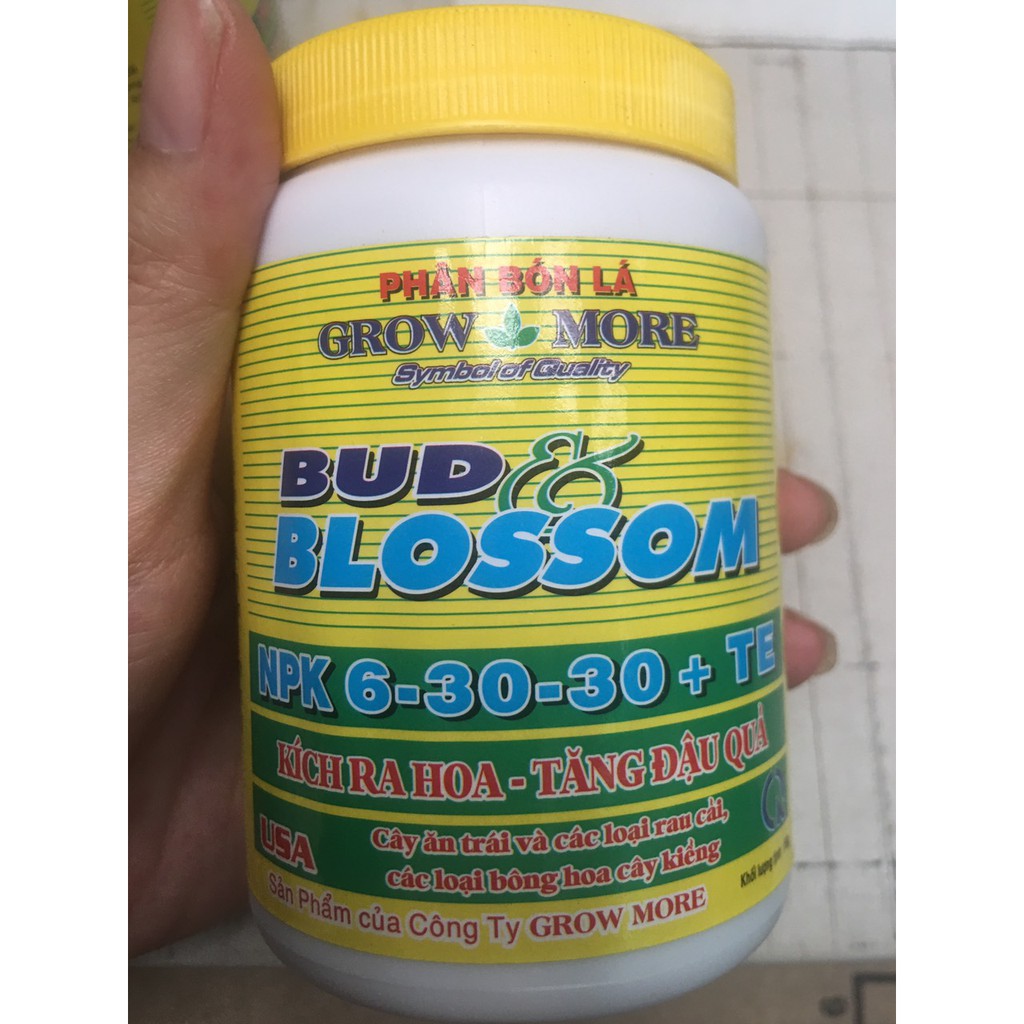 PHÂN BÓN LÁ
GROW MORE
Symbol of Quality
BUD &
BLOSSOM
NPK 6-30-30 + TE
KÍCH RA HOA - TĂNG ĐẬU QUẢ
USA
Cây ăn trái và các loại rau cải,
các loại bông hoa cây kiểng
Khối lượng
Sản Phẩm của Công Ty GROW MORE